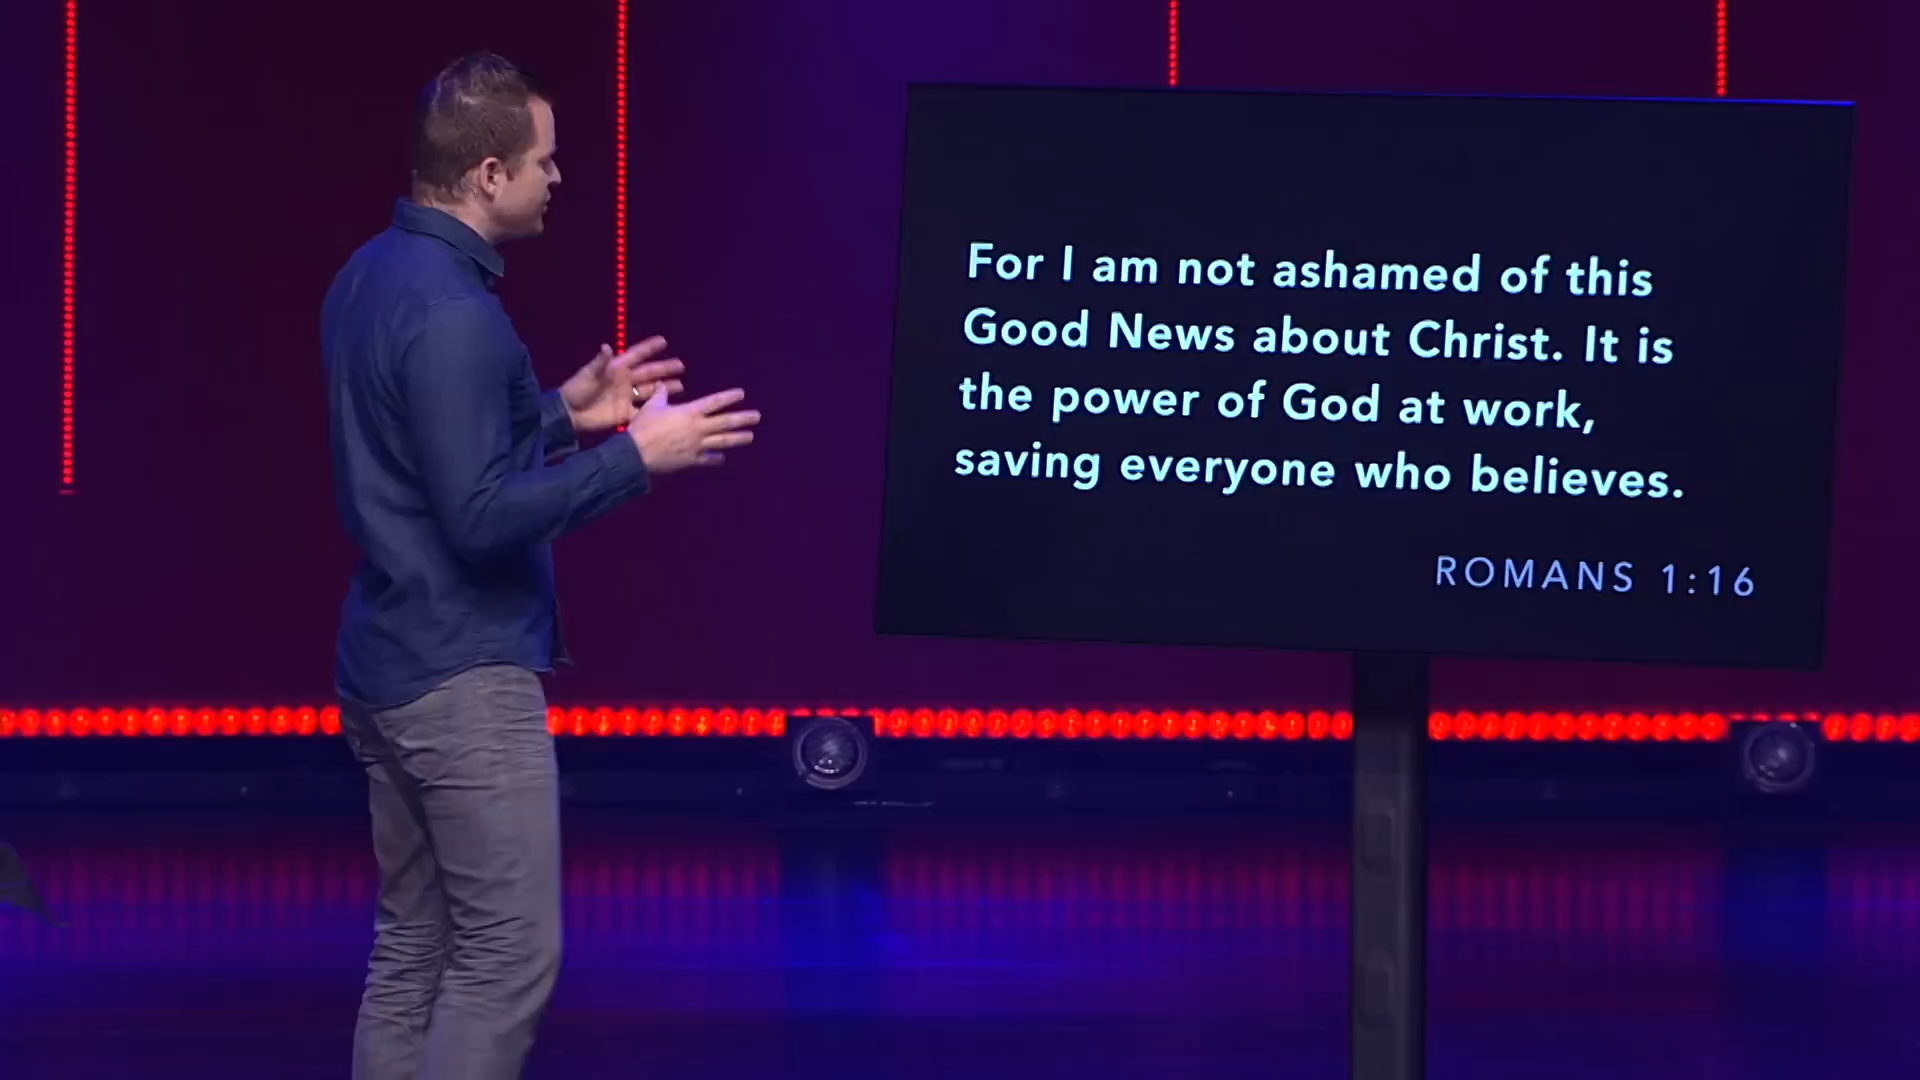 For I am not ashamed of this
Good News about Christ. It is
the power of God at work,
saving everyone who believes.
ROMANS 1:16